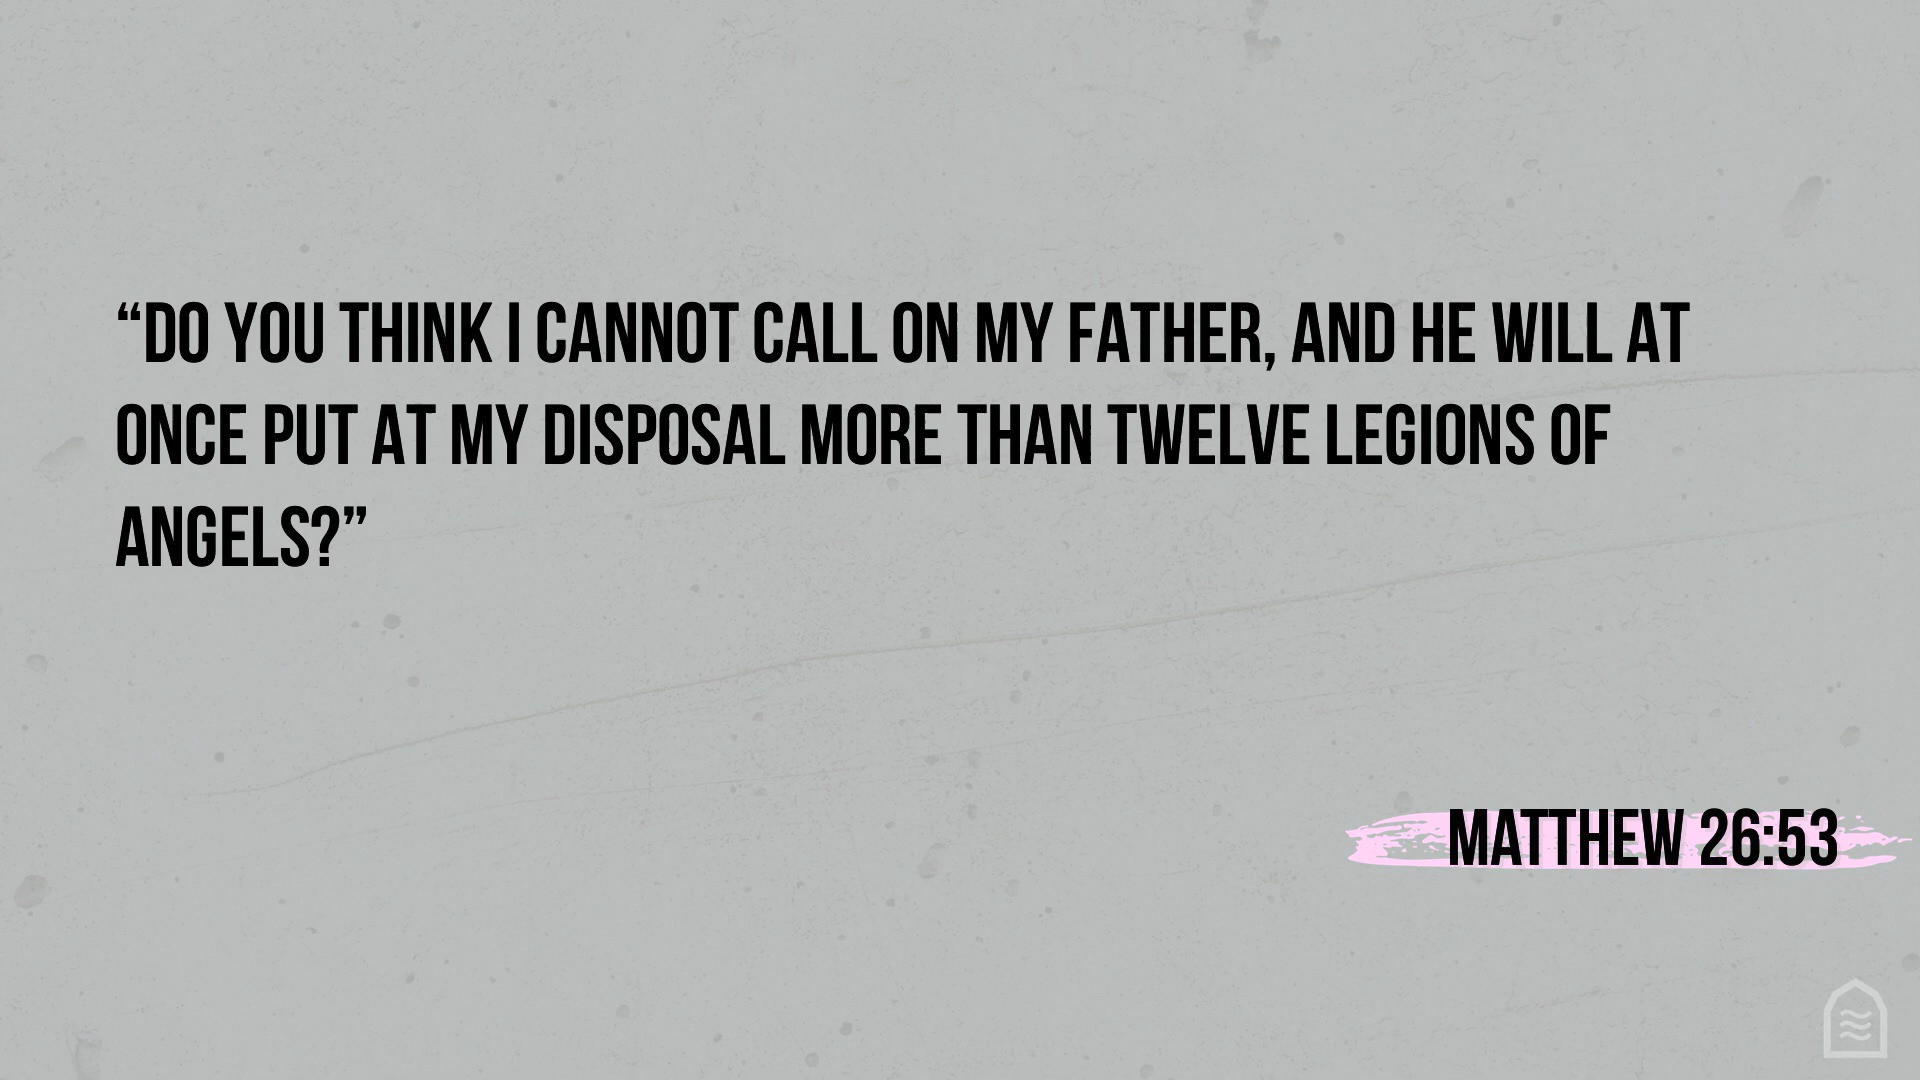 “DO YOU THINK I CANNOT CALL ON MY FATHER, AND HE WILL AT
ONCE PUT AT MY DISPOSAL MORE THAN TWELVE LEGIONS OF
ANGELS?”
MATTHEW 26:53